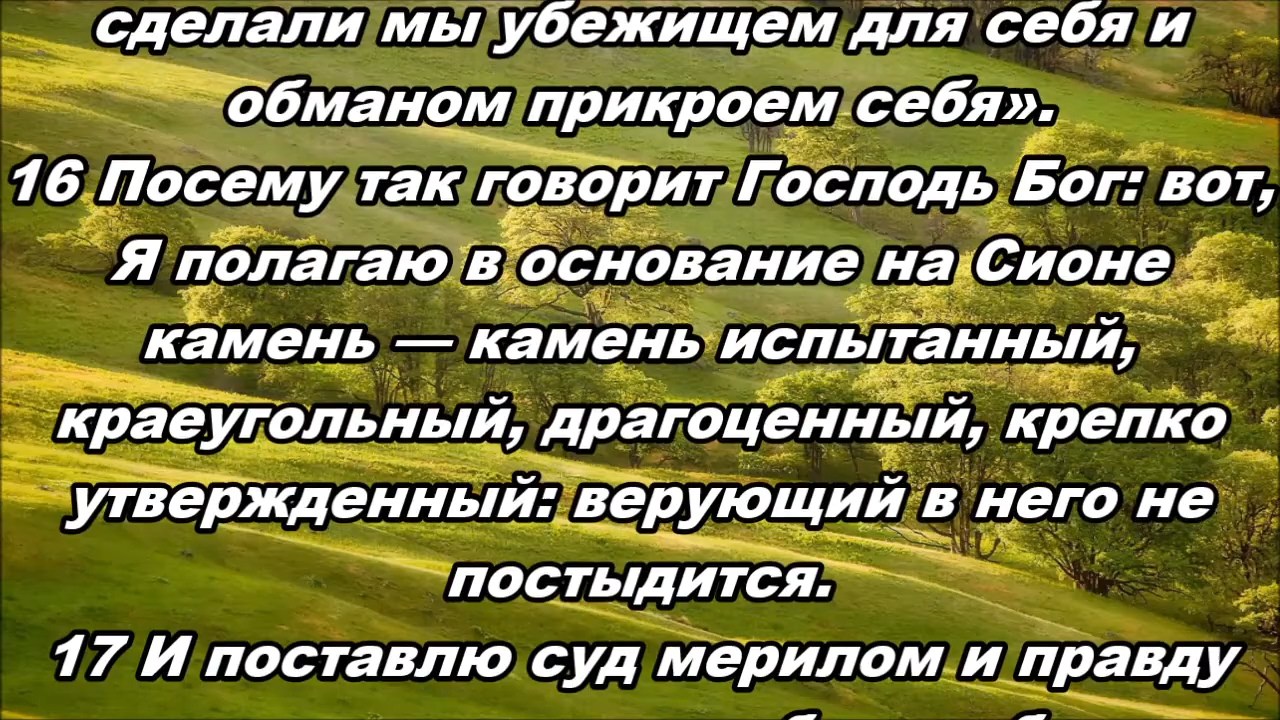 сделали мы убежищем для себя и
обманом прикроем себя».
16 Посему так говорит Господь Бог: вот,
Я полагаю в основание на Сионе
камень — камень испытанный,
краеугольный, драгоценный, крепко
утвержденный: верующий в него не
постыдится.
17 И поставлю суд мерилом и правду